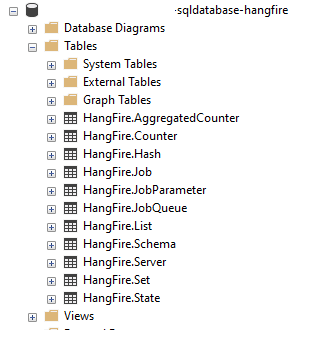 -sqldatabase-hangfire
Database Diagrams
Tables
System Tables
External Tables
Graph Tables
HangFire.AggregatedCounter
HangFire.Counter
HangFire.Hash
HangFire.Job
HangFire.JobParameter
HangFire.JobQueue
HangFire.List
HangFire.Schema
HangFire.Server
HangFire.Set
HangFire.State
Views